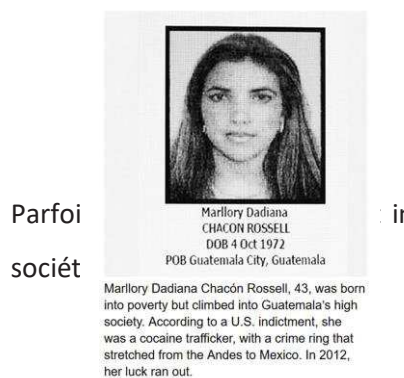 Marllory Dadiana
CHACON ROSSELL
DOB 4 Oct 1972
POB Guatemala City, Guatemala
Parfoi
: in
sociét
Marllory Dadiana Chacón Rossell, 43, was born
into poverty but climbed into Guatemala's high
society. According to a U.S. indictment, she
was a cocaine trafficker, with a crime ring that
stretched from the Andes to Mexico. In 2012,
her luck ran out.